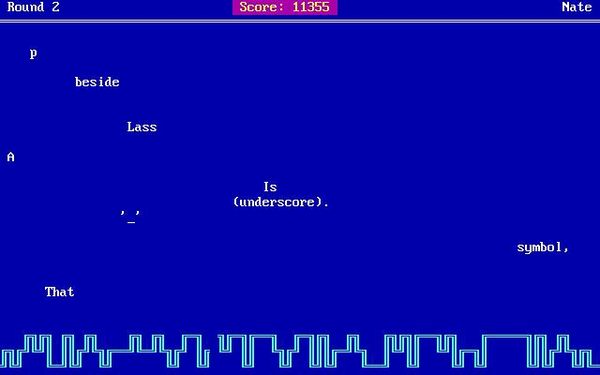 Round 2 Score: 11355 Nate
p
beside
Lass
A
Is
(underscore).
'_'
symbol,
That